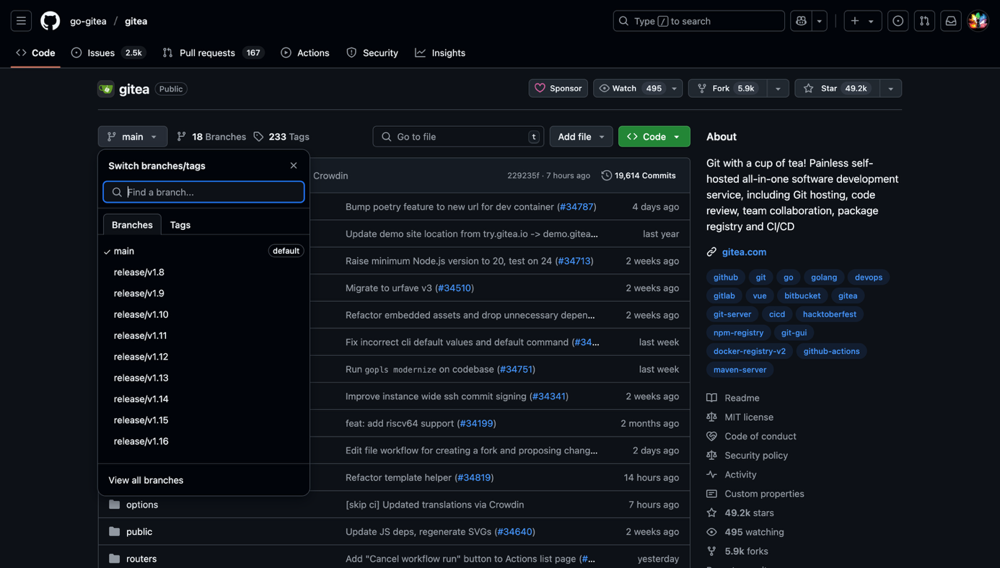 go-gitea / gitea
Type / to search
Code
Issues 2.5k
Pull requests 167
Actions
Security
Insights
gitea Public
Sponsor
Watch 495
Fork 5.9k
Star 49.2k
main
18 Branches
233 Tags
Go to file t
Add file
Code
Switch branches/tags
Find a branch...
Branches
Tags
main default
release/v1.8
release/v1.9
release/v1.10
release/v1.11
release/v1.12
release/v1.13
release/v1.14
release/v1.15
release/v1.16
View all branches
Crowdin 229235f · 7 hours ago 19,614 Commits
Bump poetry feature to new url for dev container (#34787) 4 days ago
Update demo site location from try.gitea.io -> demo.gitea... last year
Raise minimum Node.js version to 20, test on 24 (#34713) 2 weeks ago
Migrate to urfave v3 (#34510) 2 weeks ago
Refactor embedded assets and drop unnecessary depen... 2 weeks ago
Fix incorrect cli default values and default command (#34... last week
Run gopls modernize on codebase (#34751) last week
Improve instance wide ssh commit signing (#34341) 2 weeks ago
feat: add riscv64 support (#34199) 2 months ago
Edit file workflow for creating a fork and proposing chang... 2 days ago
Refactor template helper (#34819) 14 hours ago
options [skip ci] Updated translations via Crowdin 7 hours ago
public Update JS deps, regenerate SVGs (#34640) 2 weeks ago
routers Add "Cancel workflow run" button to Actions list page (#... yesterday
About
Git with a cup of tea! Painless self-
hosted all-in-one software development
service, including Git hosting, code
review, team collaboration, package
registry and CI/CD
gitea.com
github git go golang devops
gitlab vue bitbucket gitea
git-server cicd hacktoberfest
npm-registry git-gui
docker-registry-v2 github-actions
maven-server
Readme
MIT license
Code of conduct
Security policy
Activity
Custom properties
49.2k stars
495 watching
5.9k forks